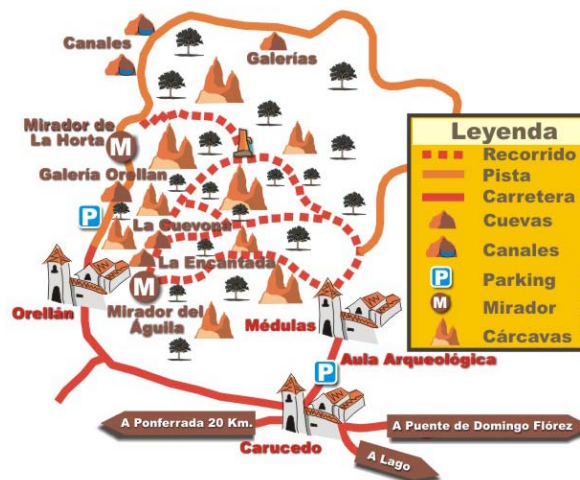 Canales
Galerías
Mirador de
La Horta
M
Galería Orellan
P
La Cuevona
La Encantada
M
Orellán
Mirador del
Águila
Médulas
Aula Arqueológica
P
A Ponferrada 20 Km.
Carucedo
A Puente de Domingo Flórez
A Lago
Leyenda
Recorrido
Pista
Carretera
Cuevas
Canales
P Parking
M Mirador
Cárcavas